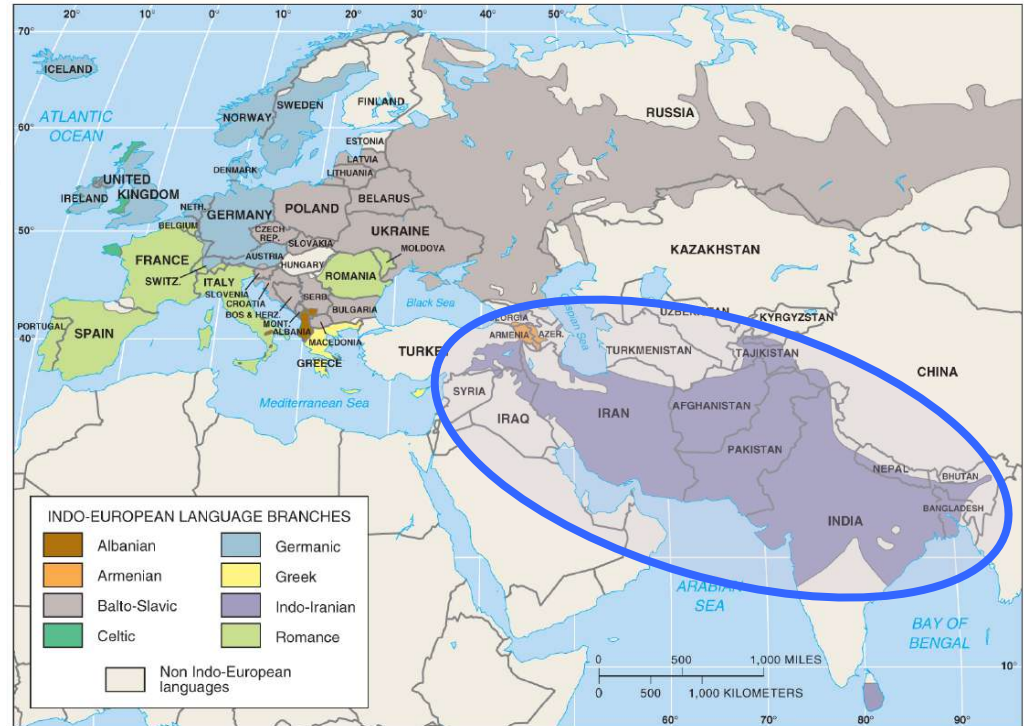 20°
10°
0°
10°
20°
30°
40°
50°
70°
ICELAND
ATLANTIC
OCEAN
60°
NORWAY
SWEDEN
FINLAND
RUSSIA
ESTONIA
LATVIA
LITHUANIA
DENMARK
UNITED
KINGDOM
IRELAND
NETH.
BELGIUM
GERMANY
POLAND
BELARUS
50°
CZECH
REP.
SLOVAKIA
UKRAINE
MOLDOVA
KAZAKHSTAN
FRANCE
SWITZ.
AUSTRIA
HUNGARY
ROMANIA
ITALY
SLOVENIA
CROATIA
BOS & HERZ.
SERB.
MONT.
ALBANIA
BULGARIA
MACEDONIA
GREECE
Black Sea
PORTUGAL
SPAIN
40°
Mediterranean Sea
TURKEY
GEORGIA
ARMENIA
AZER.
Caspian Sea
UZBEKISTAN
KYRGYZSTAN
TURKMENISTAN
TAJIKISTAN
CHINA
SYRIA
IRAQ
IRAN
AFGHANISTAN
PAKISTAN
NEPAL
BHUTAN
BANGLADESH
INDIA
ARABIAN
SEA
BAY OF
BENGAL
INDO-EUROPEAN LANGUAGE BRANCHES
Albanian
Germanic
Armenian
Greek
Balto-Slavic
Indo-Iranian
Celtic
Romance
Non Indo-European
languages
0 500 1,000 MILES
0 500 1,000 KILOMETERS
10°
60°
70°
80°
90°